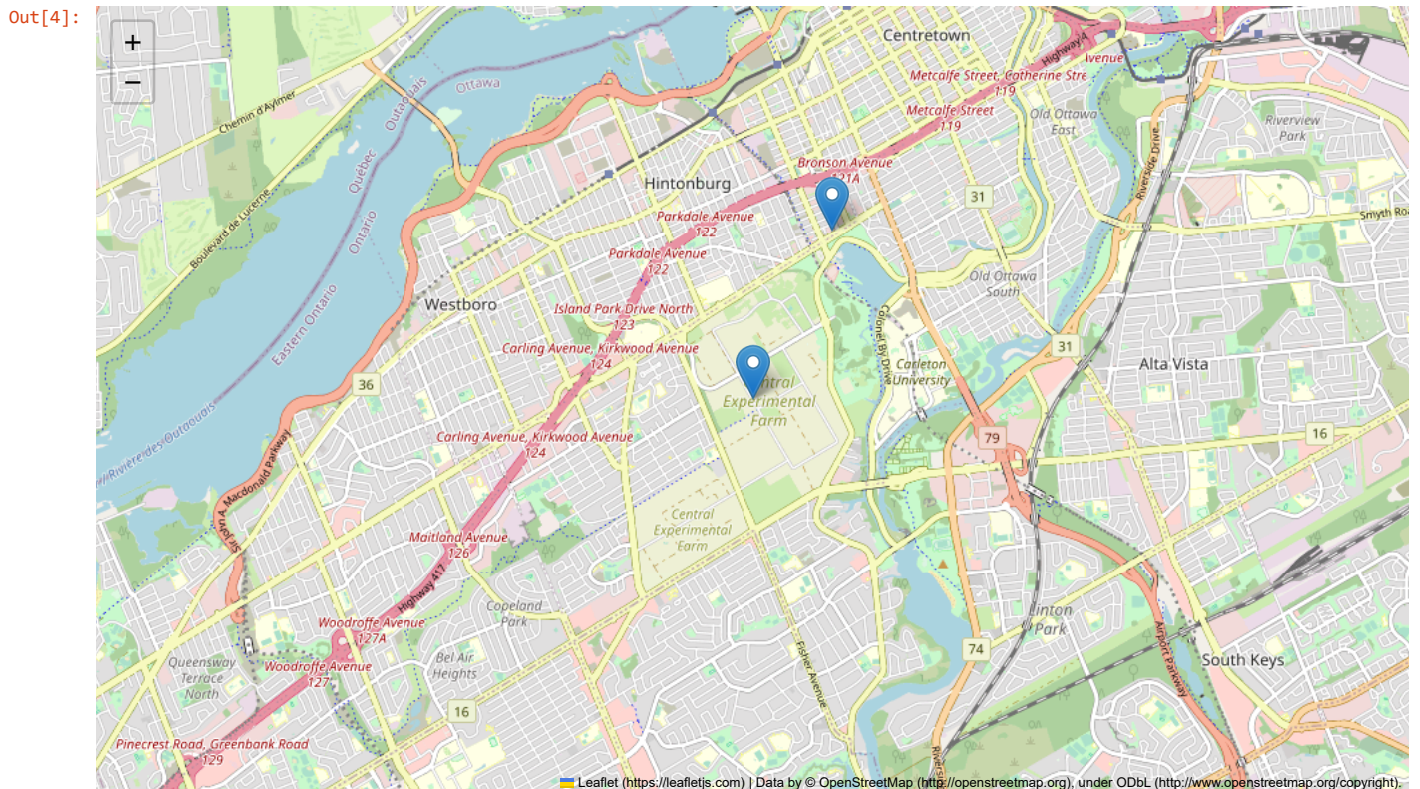 Out[4]:
+
−
Centretown
Highway 4
Avenue
Metcalfe Street, Catherine Stre
119
Metcalfe Street
119
Ottawa
Outaouais
Chemin d'Aylmer
Old Ottawa
East
Riverview
Park
Riverside Drive
Québec
Ontario
Boulevard de Lucerne
Eastern Ontario
Bronson Avenue
121A
Hintonburg
31
Smyth Roa
Parkdale Avenue
122
Parkdale Avenue
122
Old Ottawa
South
Westboro
Island Park Drive North
123
Carling Avenue, Kirkwood Avenue
124
Colonel By Drive
Carleton
University
31
Alta Vista
36
Central
Experimental
Farm
Rivière des Outaouais
Sir John A. Macdonald Parkway
Carling Avenue, Kirkwood Avenue
124
79
16
Central
Experimental
Farm
Maitland Avenue
126
Highway 417
Copeland
Park
Linton
Park
Woodroffe Avenue
127A
Woodroffe Avenue
127
Queensway
Terrace
North
Bel Air
Heights
Fisher Avenue
74
Airport Parkway
South Keys
16
Pinecrest Road, Greenbank Road
129
Riversi
Leaflet (https://leafletjs.com) | Data by © OpenStreetMap (http://openstreetmap.org), under ODbL (http://www.openstreetmap.org/copyright).